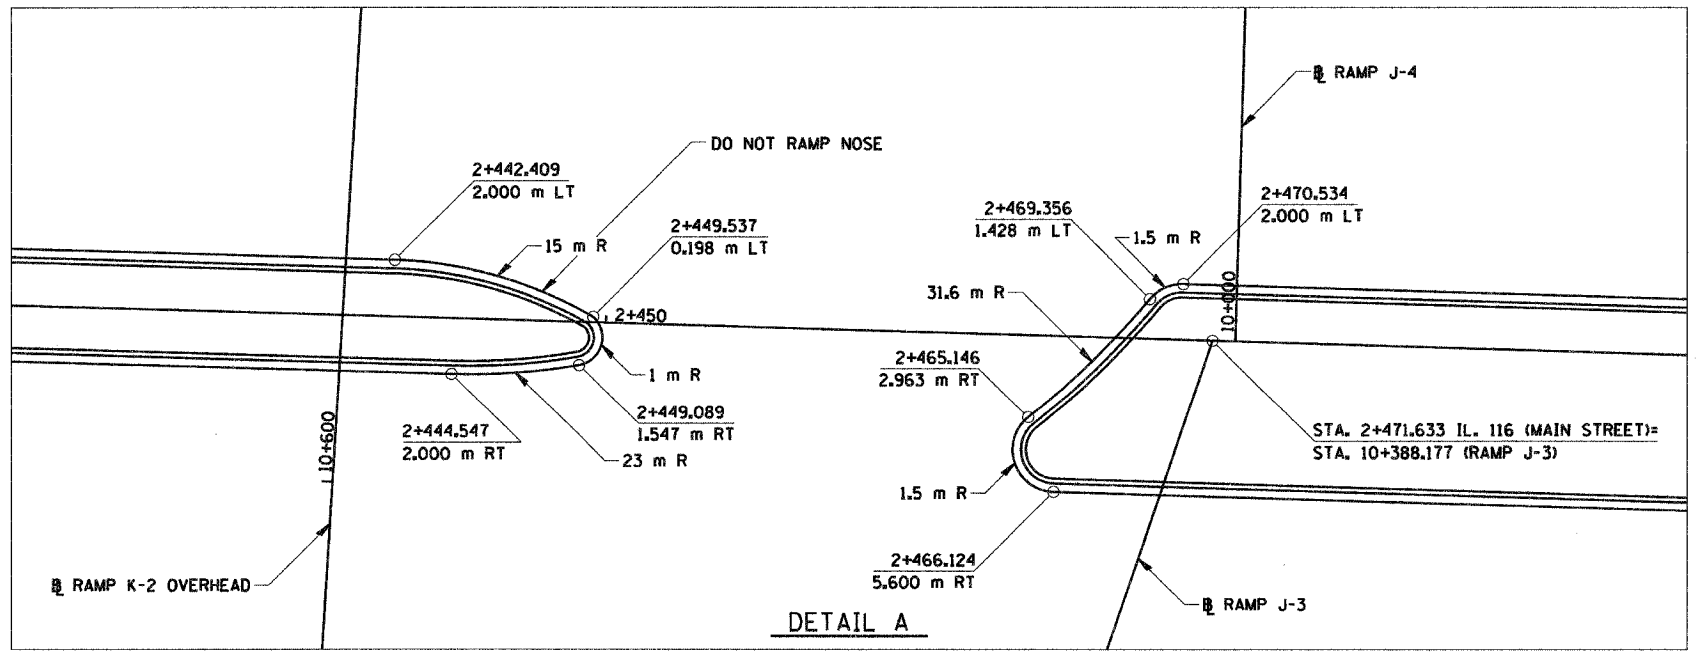 ℄ RAMP J-4
DO NOT RAMP NOSE
2+442.409
2.000 m LT
2+449.537
0.198 m LT
15 m R
2+469.356
1.428 m LT
2+470.534
2.000 m LT
1.5 m R
31.6 m R
10+000
2+450
2+465.146
2.963 m RT
1 m R
2+449.089
1.547 m RT
2+444.547
2.000 m RT
23 m R
10+600
STA. 2+471.633 IL. 116 (MAIN STREET)=
STA. 10+388.177 (RAMP J-3)
1.5 m R
2+466.124
5.600 m RT
℄ RAMP K-2 OVERHEAD
℄ RAMP J-3
DETAIL A